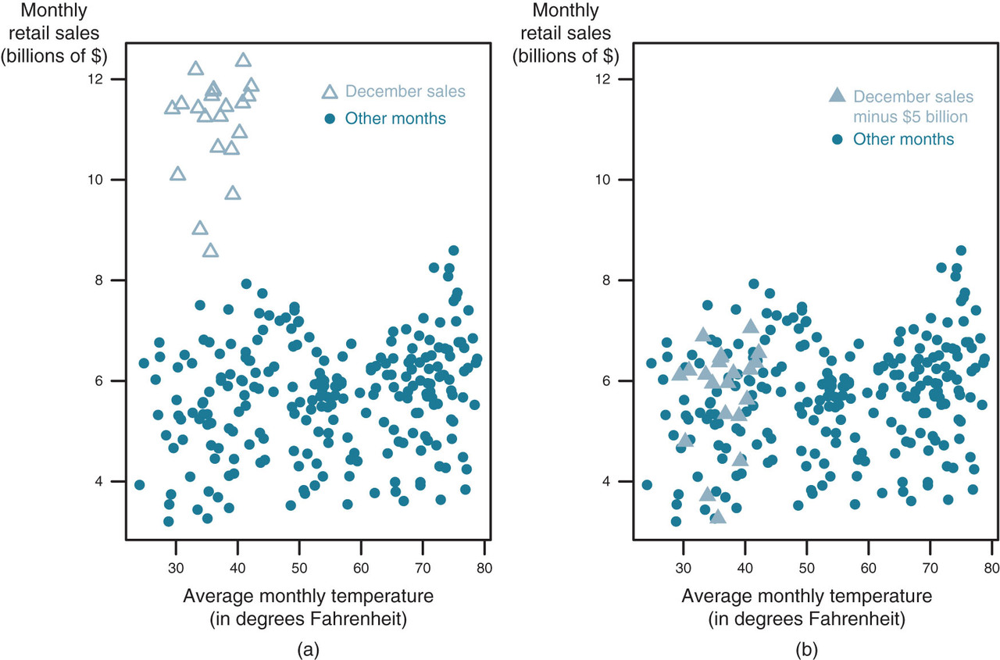 Monthly
retail sales
(billions of $)
12
10
8
6
4
December sales
Other months
30 40 50 60 70 80
Average monthly temperature
(in degrees Fahrenheit)
(a)
Monthly
retail sales
(billions of $)
12
10
8
6
4
December sales
minus $5 billion
Other months
30 40 50 60 70 80
Average monthly temperature
(in degrees Fahrenheit)
(b)